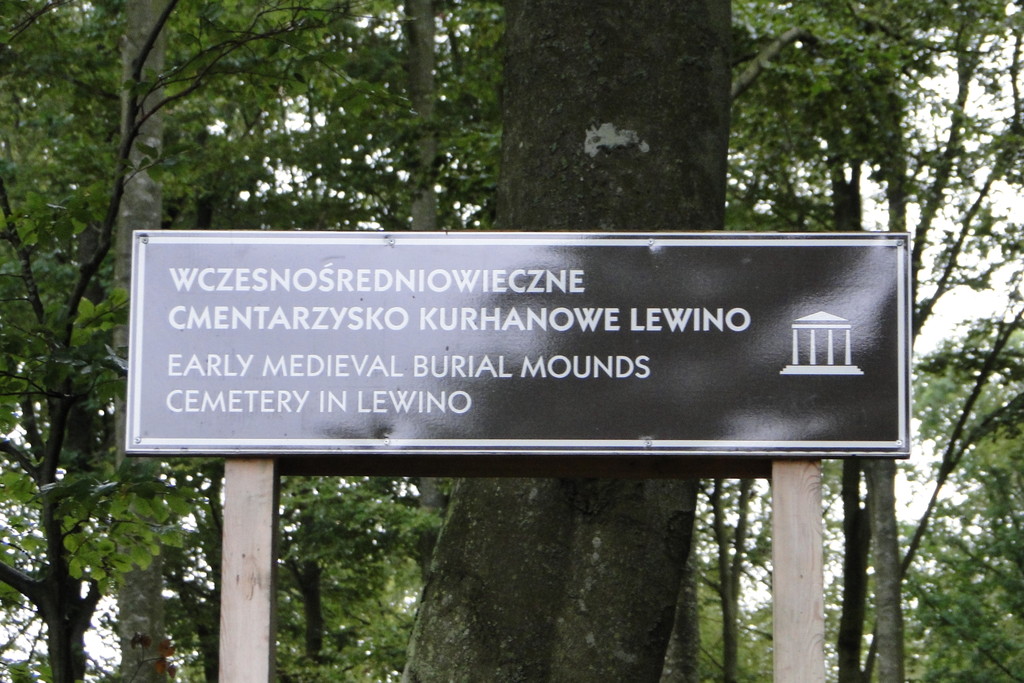 WCZESNOŚREDNIOWIECZNE
CMENTARZYSKO KURHANOWE LEWINO
EARLY MEDIEVAL BURIAL MOUNDS
CEMETERY IN LEWINO